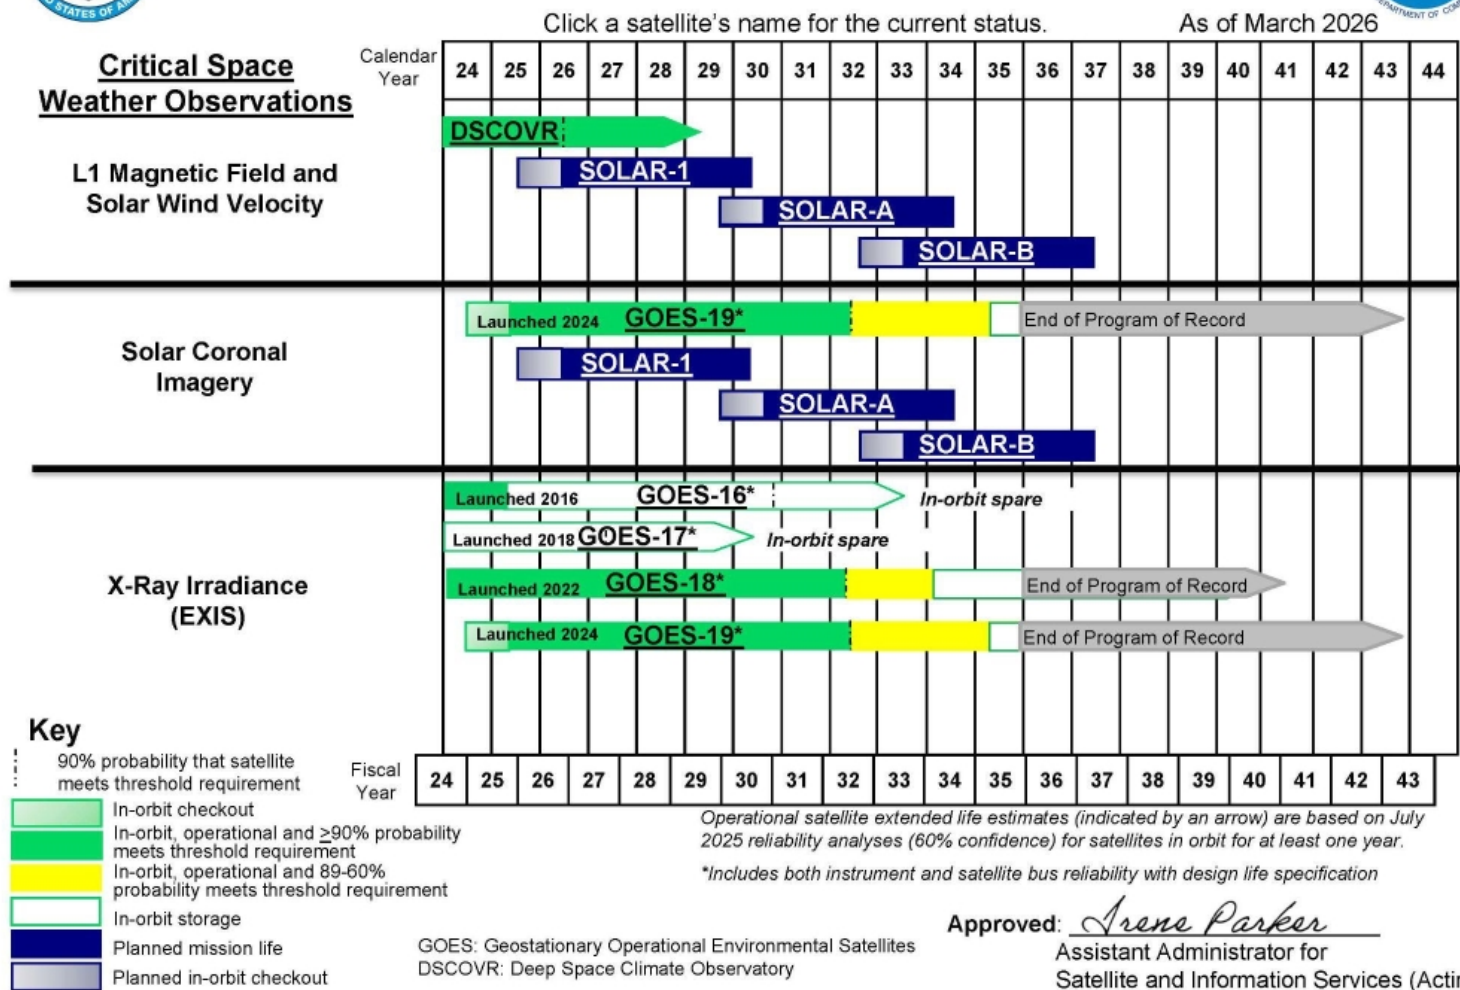 STATES OF AM
Click a satellite's name for the current status.
As of March 2026
DEPARTMENT OF COM
Critical Space
Weather Observations
Calendar
Year
24 25 26 27 28 29 30 31 32 33 34 35 36 37 38 39 40 41 42 43 44
L1 Magnetic Field and
Solar Wind Velocity
DSCOVR
SOLAR-1
SOLAR-A
SOLAR-B
Solar Coronal
Imagery
Launched 2024 GOES-19* End of Program of Record
SOLAR-1
SOLAR-A
SOLAR-B
X-Ray Irradiance
(EXIS)
Launched 2016 GOES-16* In-orbit spare
Launched 2018 GOES-17* In-orbit spare
Launched 2022 GOES-18* End of Program of Record
Launched 2024 GOES-19* End of Program of Record
Fiscal
Year
24 25 26 27 28 29 30 31 32 33 34 35 36 37 38 39 40 41 42 43
Key
90% probability that satellite
meets threshold requirement
In-orbit checkout
In-orbit, operational and ≥90% probability
meets threshold requirement
In-orbit, operational and 89-60%
probability meets threshold requirement
In-orbit storage
Planned mission life
Planned in-orbit checkout
Operational satellite extended life estimates (indicated by an arrow) are based on July
2025 reliability analyses (60% confidence) for satellites in orbit for at least one year.
*Includes both instrument and satellite bus reliability with design life specification
GOES: Geostationary Operational Environmental Satellites
DSCOVR: Deep Space Climate Observatory
Approved: Irene Parker
Assistant Administrator for
Satellite and Information Services (Actin